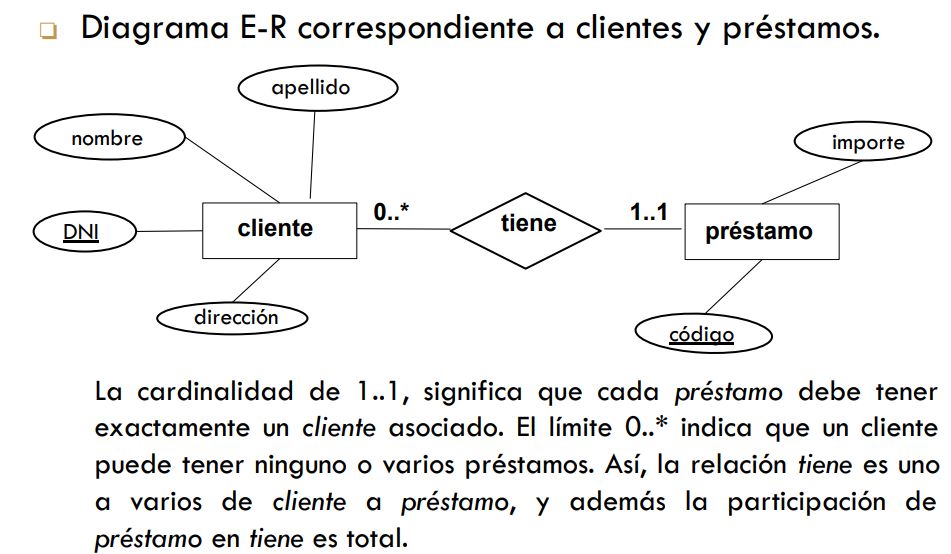 Diagrama E-R correspondiente a clientes y préstamos.
apellido
nombre
importe
DNI
cliente
0..*
tiene
1..1
préstamo
dirección
código
La cardinalidad de 1..1, significa que cada préstamo debe tener
exactamente un cliente asociado. El límite 0..* indica que un cliente
puede tener ninguno o varios préstamos. Así, la relación tiene es uno
a varios de cliente a préstamo, y además la participación de
préstamo en tiene es total.